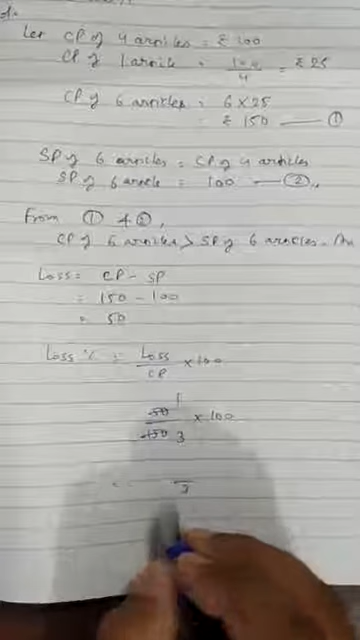 Let CP of 4 articles = ₹ 100
CP of 1 article = 100/4 = ₹ 25
CP of 6 articles = 6 × 25
= ₹ 150 — ①
SP of 6 articles = CP of 4 articles
SP of 6 article = 100 — ②
From ① & ②,
CP of 6 articles > SP of 6 articles.
Loss = CP - SP
= 150 - 100
= 50
Loss % = Loss/CP × 100
50/150 1/3 × 100
= /3